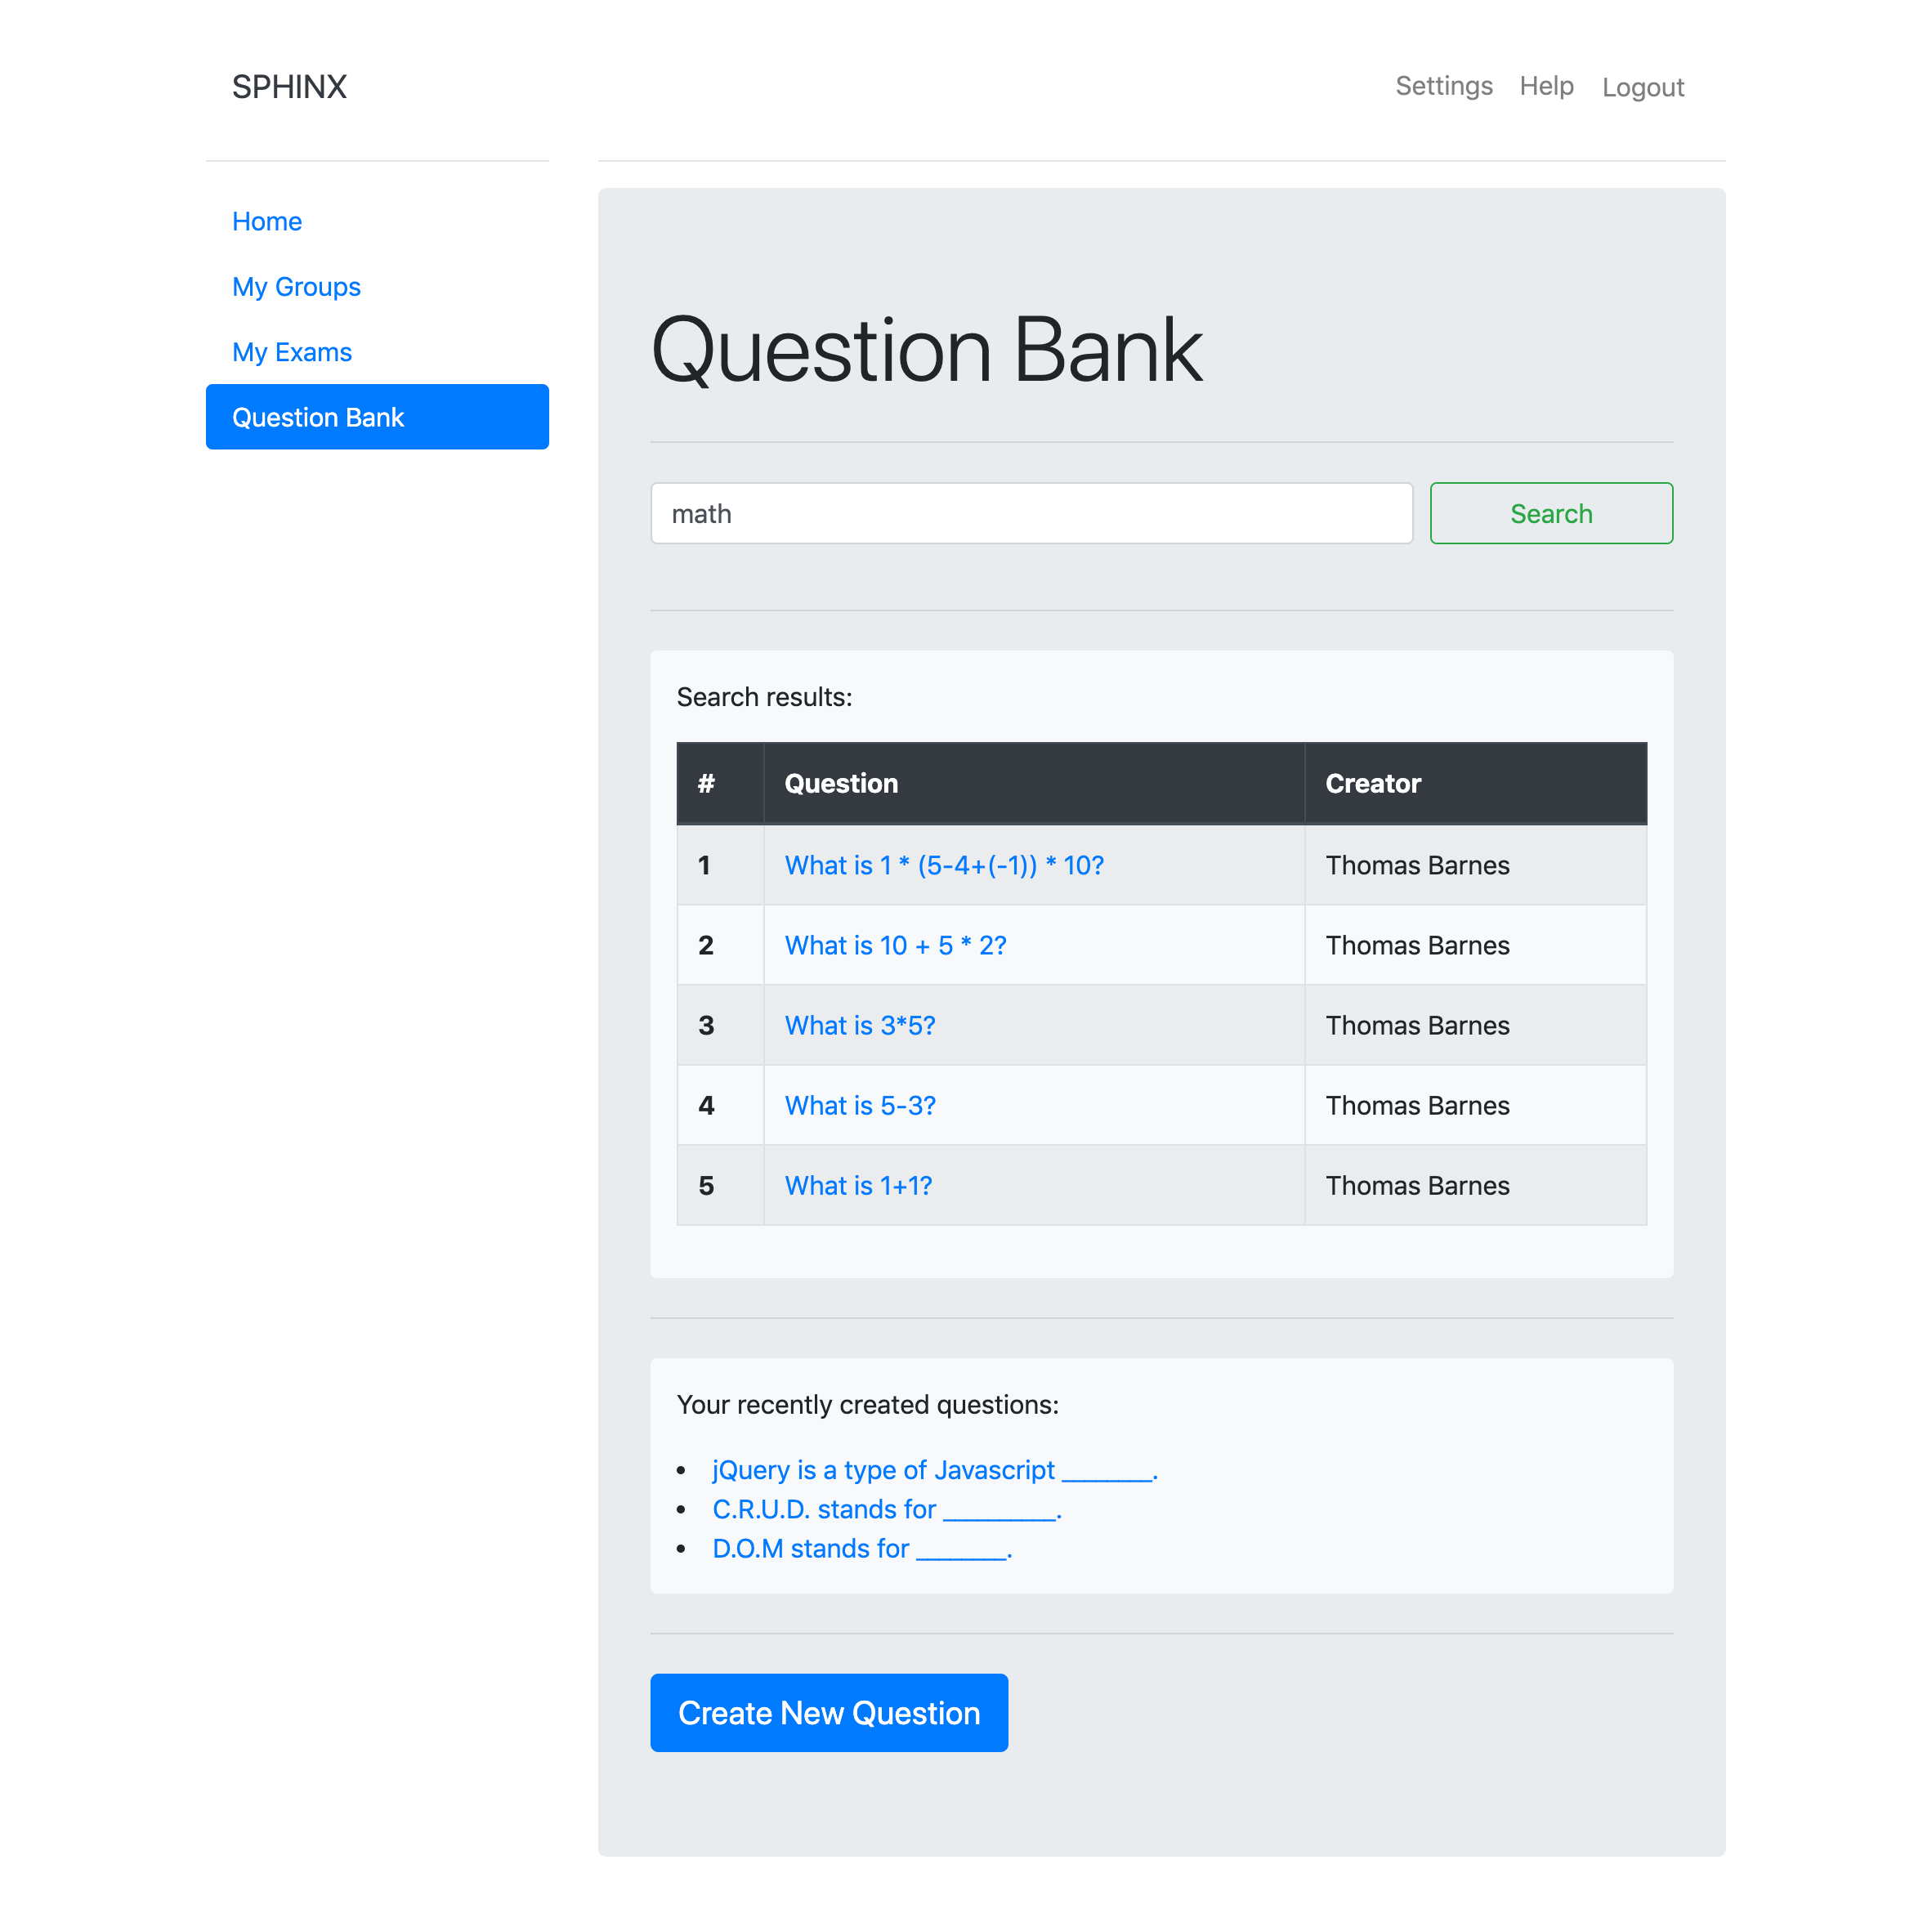 SPHINX
Settings Help Logout
Home
My Groups
My Exams
Question Bank
Question Bank
math Search
Search results:
# Question Creator
1 What is 1 * (5-4+(-1)) * 10? Thomas Barnes
2 What is 10 + 5 * 2? Thomas Barnes
3 What is 3*5? Thomas Barnes
4 What is 5-3? Thomas Barnes
5 What is 1+1? Thomas Barnes
Your recently created questions:
• jQuery is a type of Javascript ________.
• C.R.U.D. stands for __________.
• D.O.M stands for ________.
Create New Question